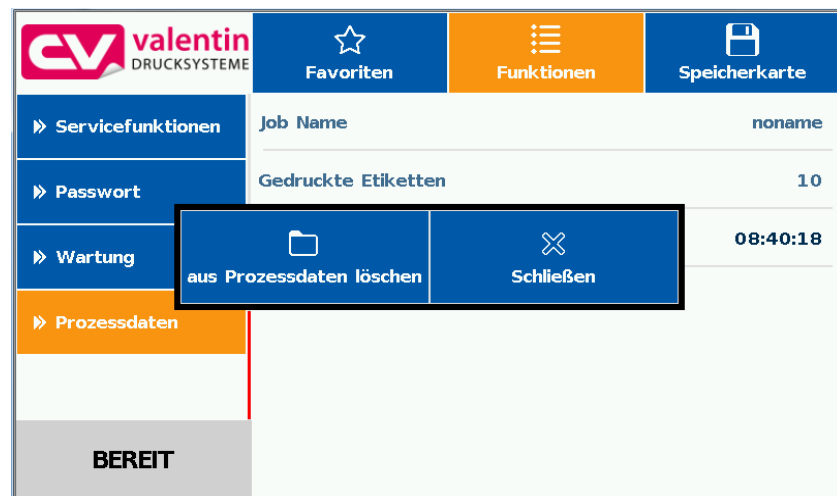 valentin
DRUCKSYSTEME
Favoriten
Funktionen
Speicherkarte
Servicefunktionen
Passwort
Wartung
Prozessdaten
BEREIT
Job Name noname
Gedruckte Etiketten 10
08:40:18
aus Prozessdaten löschen
Schließen